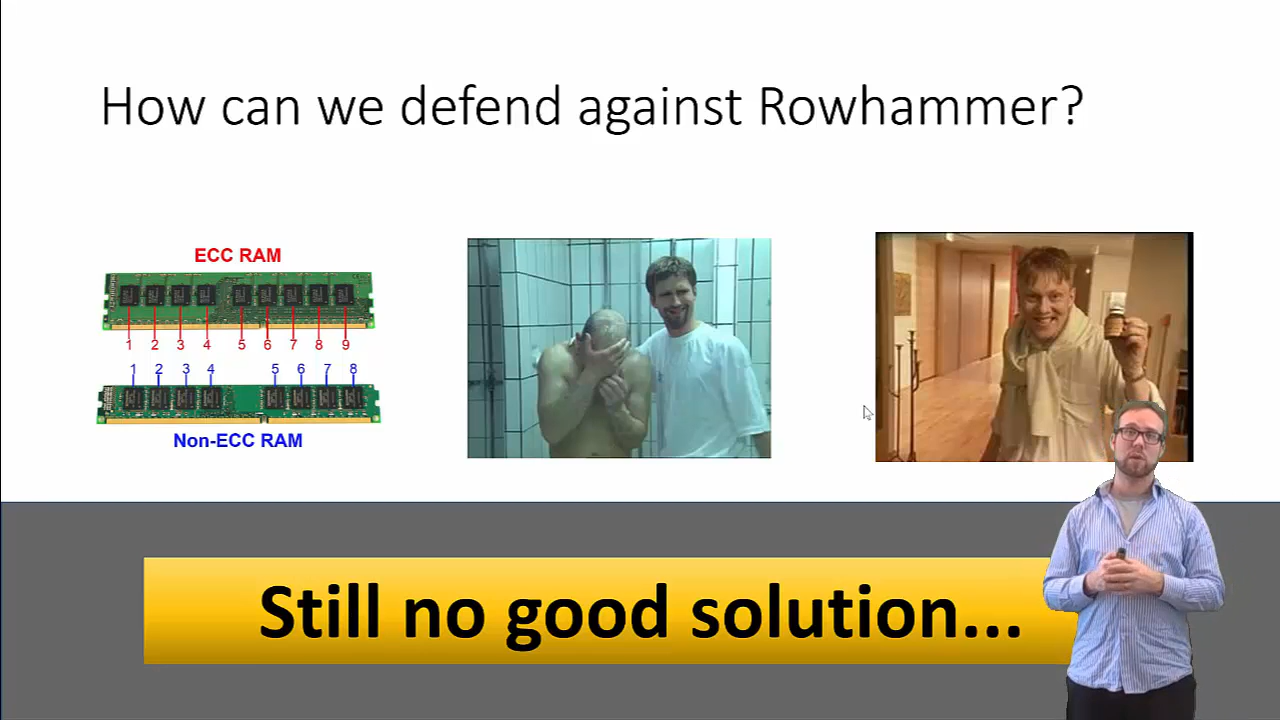 How can we defend against Rowhammer?
ECC RAM
1 2 3 4 5 6 7 8 9
1 2 3 4 5 6 7 8
Non-ECC RAM
Still no good solution...